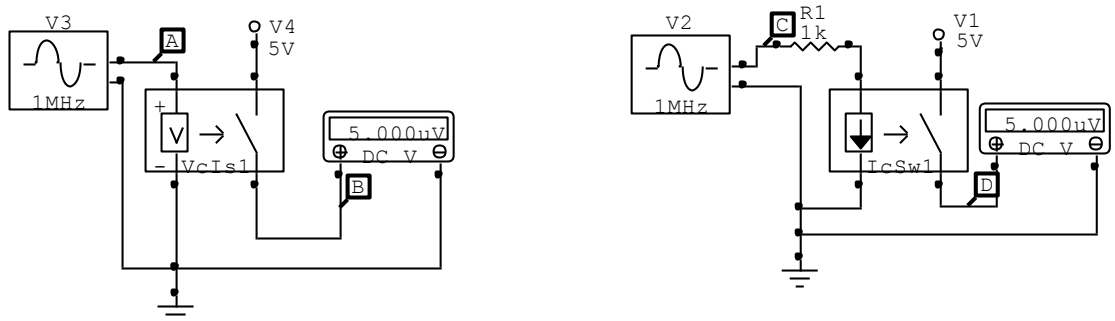 V3
A
V4
5V
1MHz
+
V
-
VcIs1
5.000uV
DC V
B
V2
C
R1
1k
V1
5V
1MHz
IcSw1
5.000uV
DC V
D